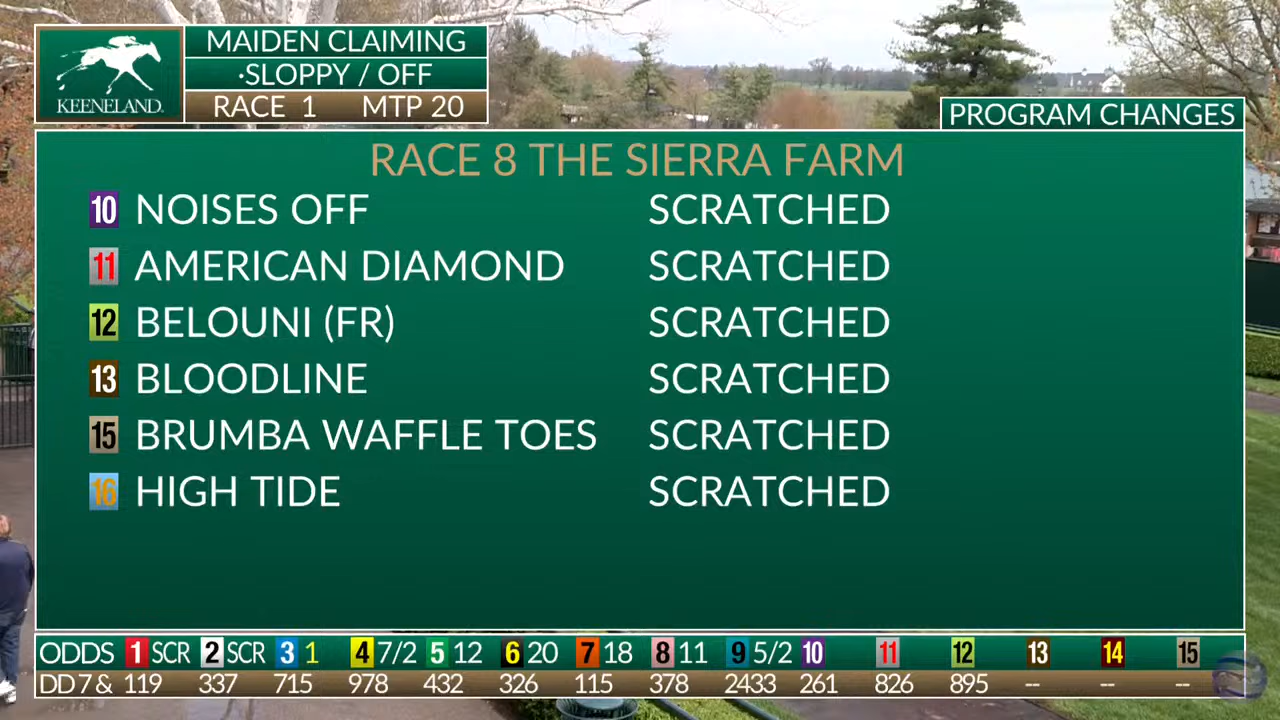 KEENELAND.
MAIDEN CLAIMING
·SLOPPY / OFF
RACE 1 MTP 20
PROGRAM CHANGES
RACE 8 THE SIERRA FARM
10 NOISES OFF SCRATCHED
11 AMERICAN DIAMOND SCRATCHED
12 BELOUNI (FR) SCRATCHED
13 BLOODLINE SCRATCHED
15 BRUMBA WAFFLE TOES SCRATCHED
16 HIGH TIDE SCRATCHED
ODDS 1 SCR 2 SCR 3 1 4 7/2 5 12 6 20 7 18 8 11 9 5/2 10 11 12 13 14 15
DD 7 & 119 337 715 978 432 326 115 378 2433 261 826 895 -- -- --